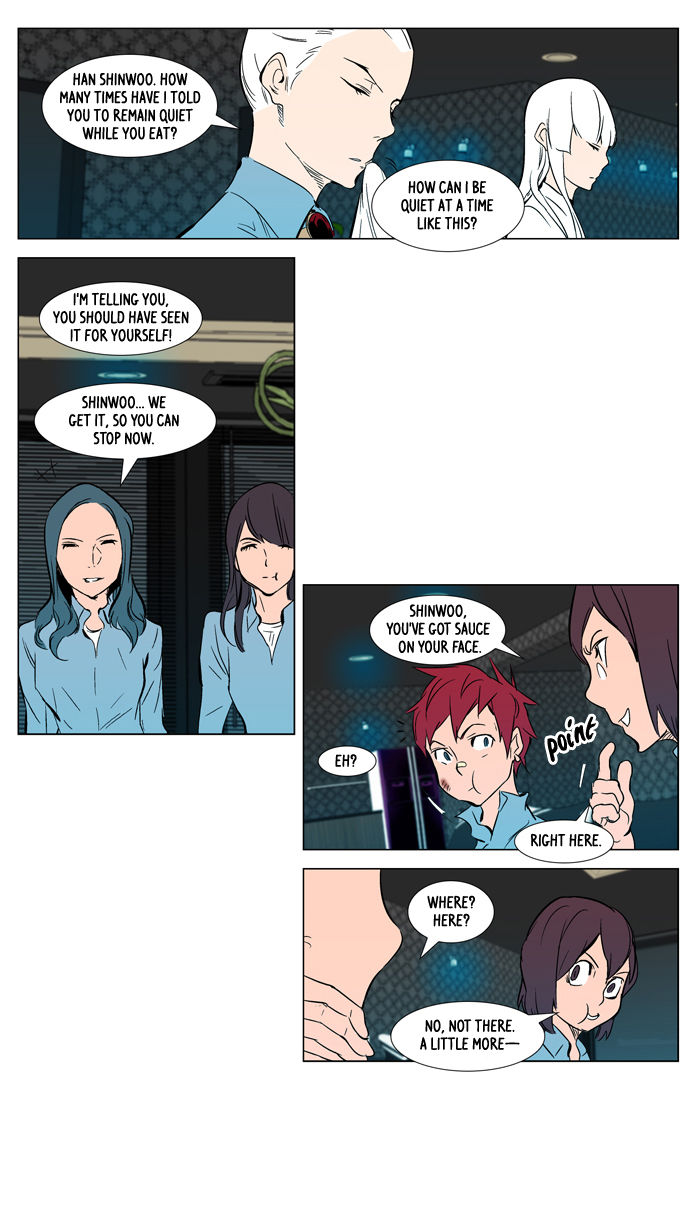 HAN SHINWOO. HOW
MANY TIMES HAVE I TOLD
YOU TO REMAIN QUIET
WHILE YOU EAT?
HOW CAN I BE
QUIET AT A TIME
LIKE THIS?
I'M TELLING YOU,
YOU SHOULD HAVE SEEN
IT FOR YOURSELF!
SHINWOO... WE
GET IT, SO YOU CAN
STOP NOW.
SHINWOO,
YOU'VE GOT SAUCE
ON YOUR FACE.
point
EH?
RIGHT HERE.
WHERE?
HERE?
NO, NOT THERE.
A LITTLE MORE—